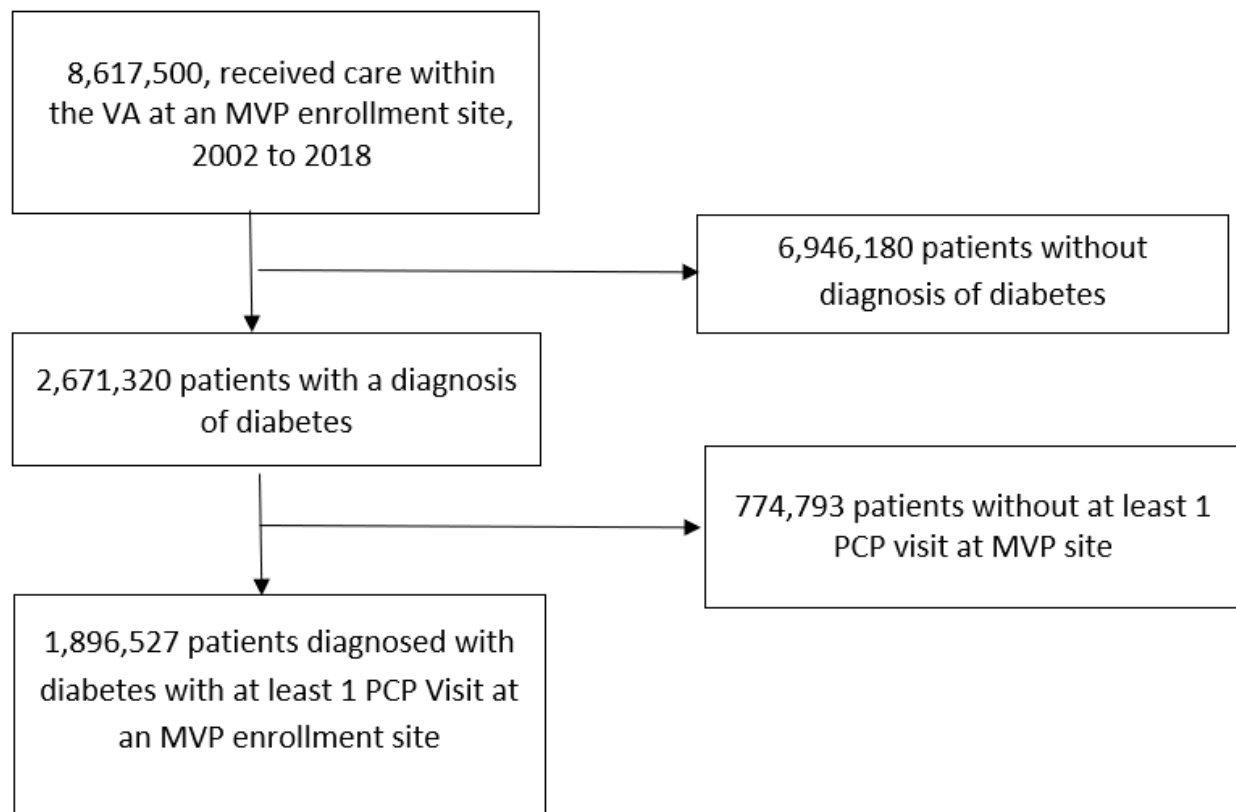 8,617,500, received care within
the VA at an MVP enrollment site,
2002 to 2018
6,946,180 patients without
diagnosis of diabetes
2,671,320 patients with a diagnosis
of diabetes
774,793 patients without at least 1
PCP visit at MVP site
1,896,527 patients diagnosed with
diabetes with at least 1 PCP Visit at
an MVP enrollment site